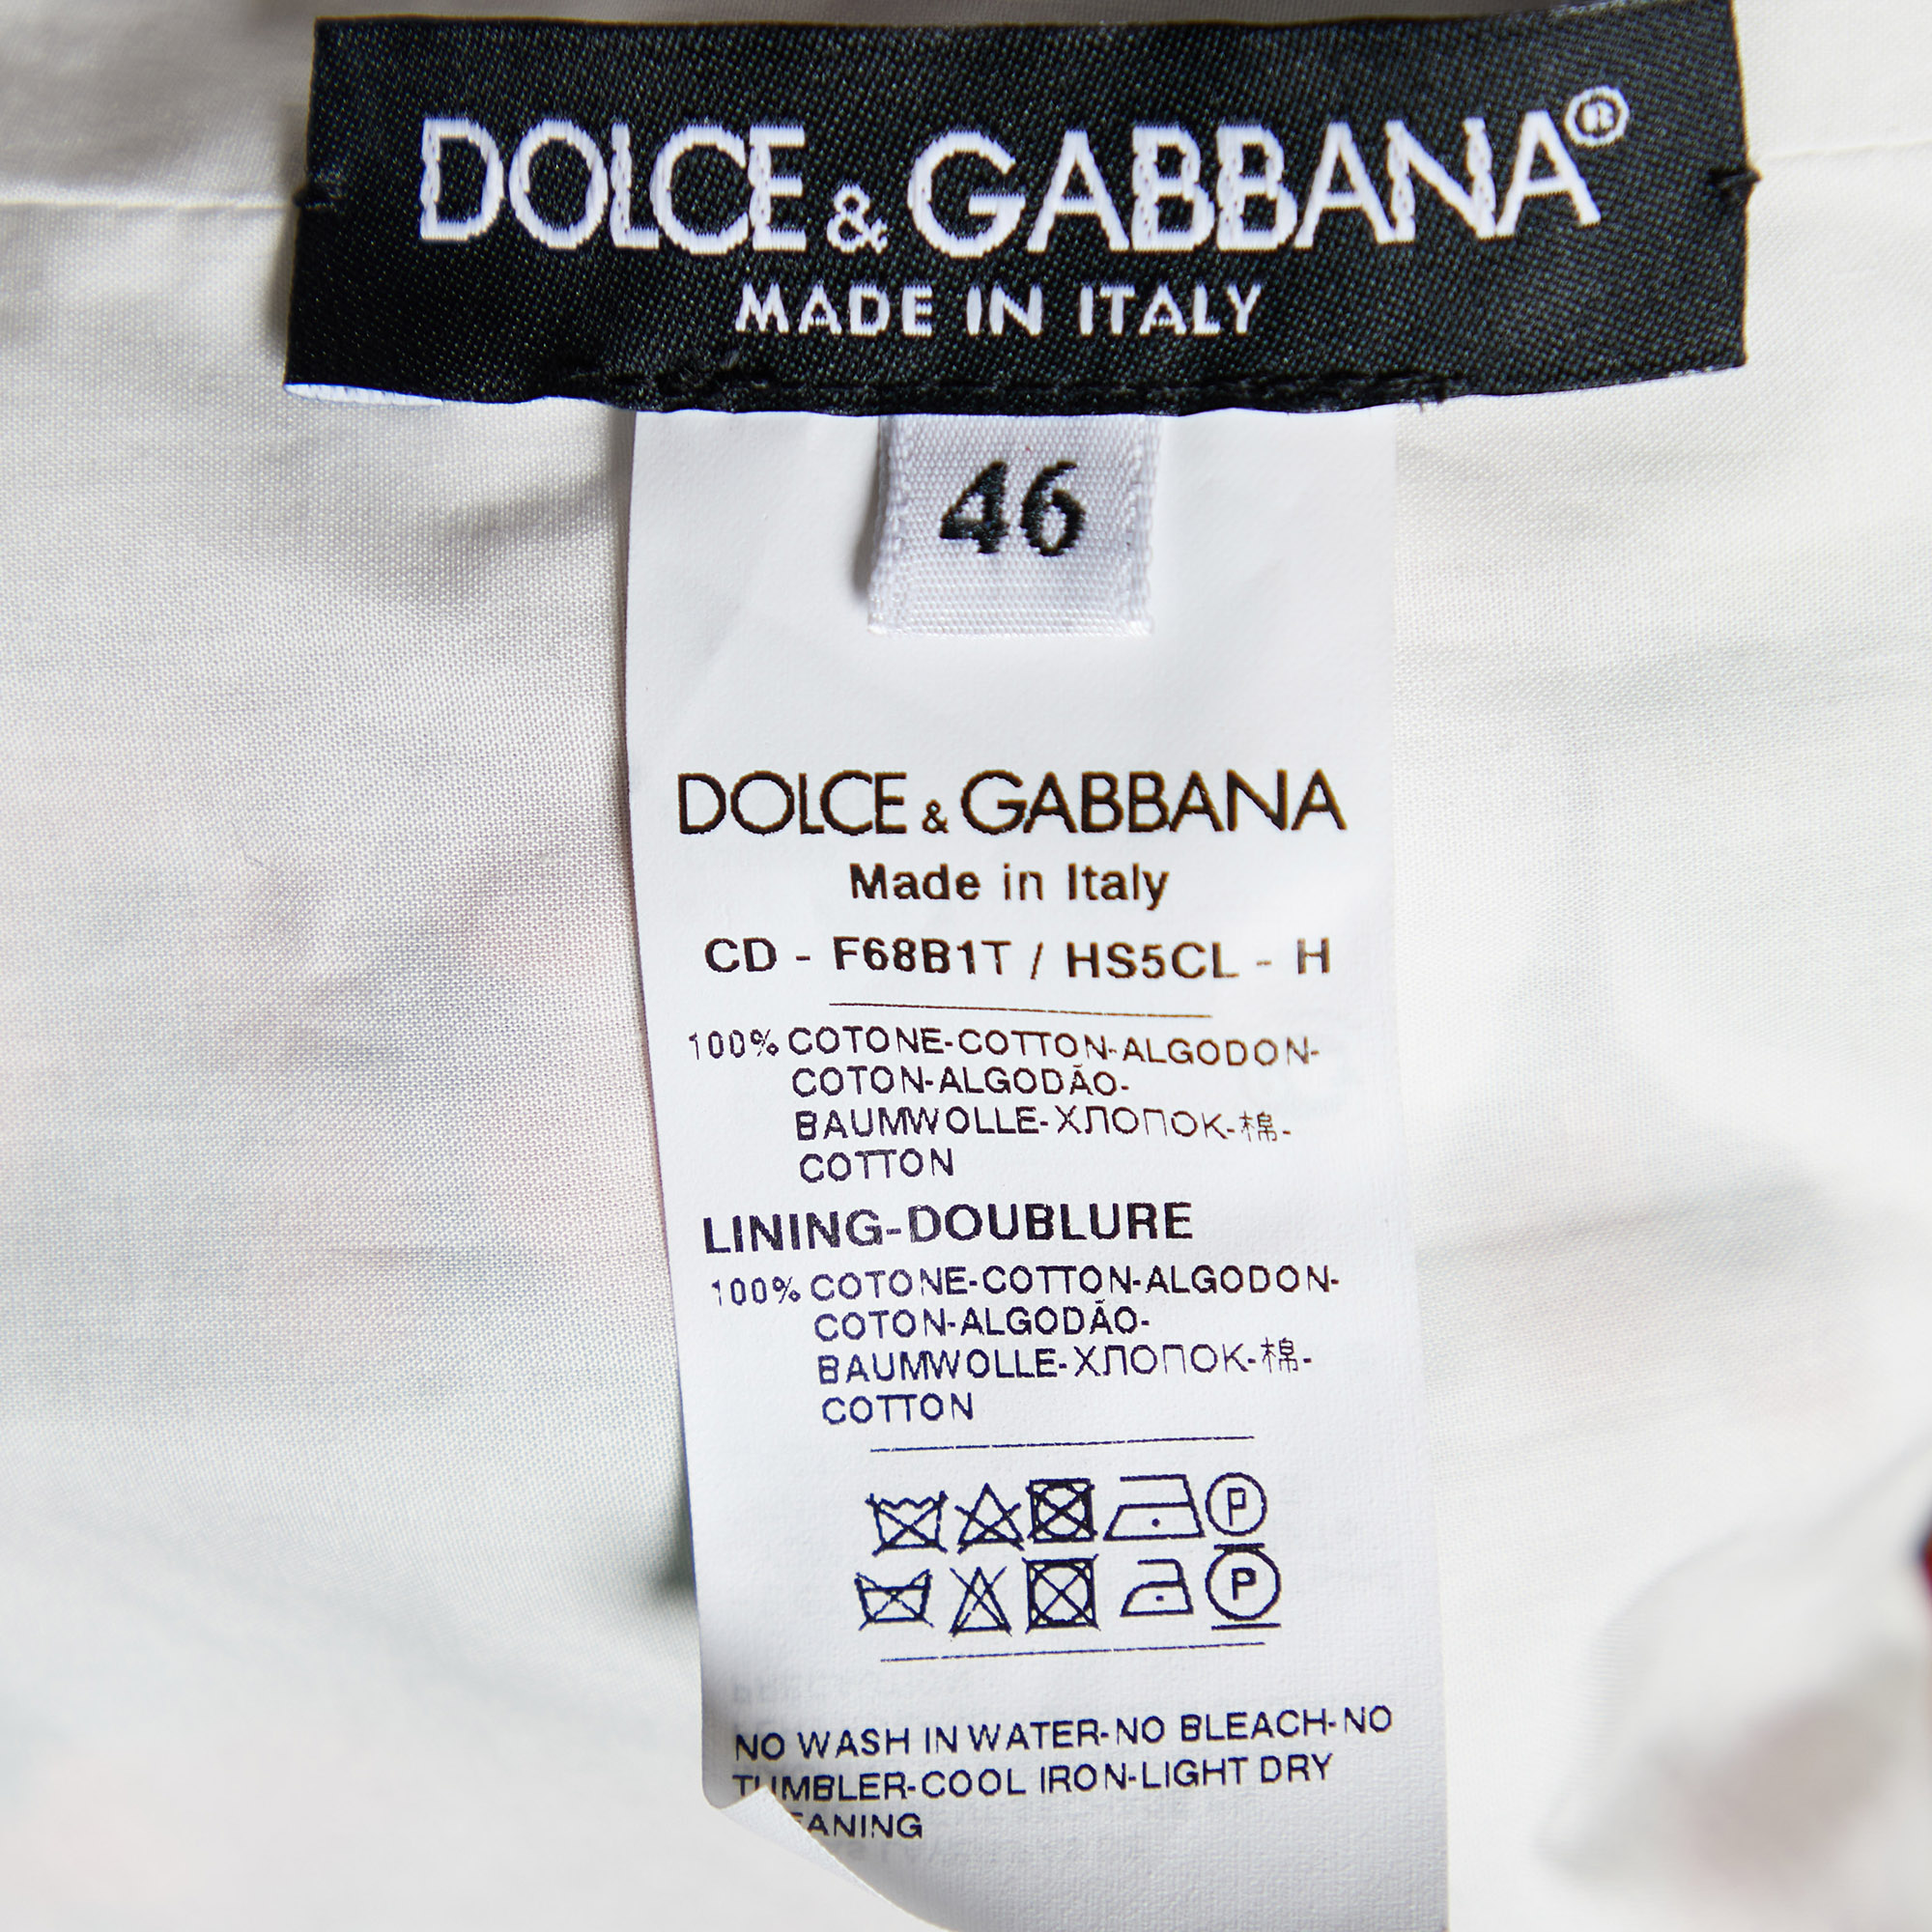 DOLCE & GABBANA®
MADE IN ITALY
46
DOLCE & GABBANA
Made in Italy
CD - F68B1T / HS5CL - H
100% COTONE-COTTON-ALGODON-
COTON-ALGODÃO-
BAUMWOLLE-ХЛОПОК-棉-
COTTON
LINING-DOUBLURE
100% COTONE-COTTON-ALGODON-
COTON-ALGODÃO-
BAUMWOLLE-ХЛОПОК-棉-
COTTON
P
P
NO WASH IN WATER-NO BLEACH-NO
TUMBLER-COOL IRON-LIGHT DRY